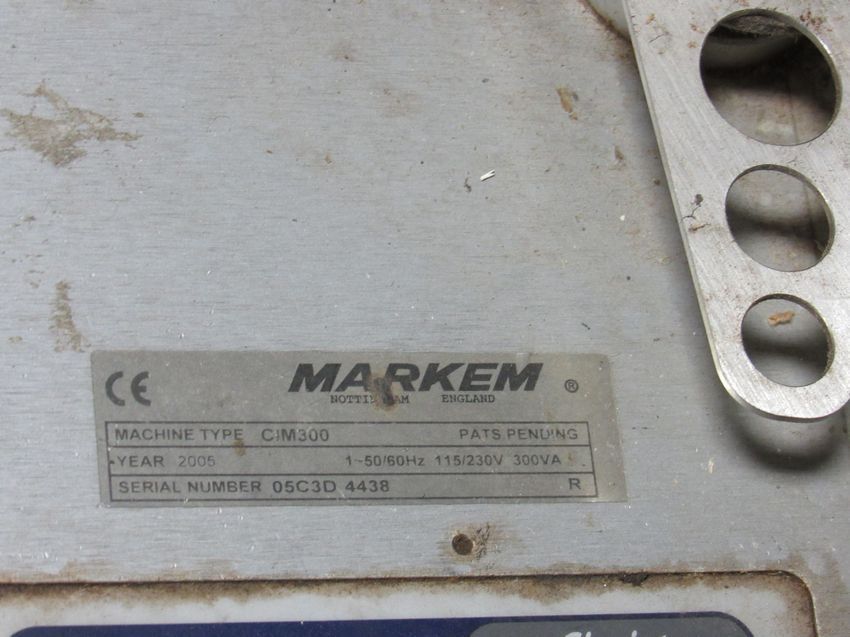 CE
MARKEM ®
ENGLAND
MACHINE TYPE CIM300 PATS PENDING
YEAR 2005 1~50/60Hz 115/230V 300VA
SERIAL NUMBER 05C3D 4438 R